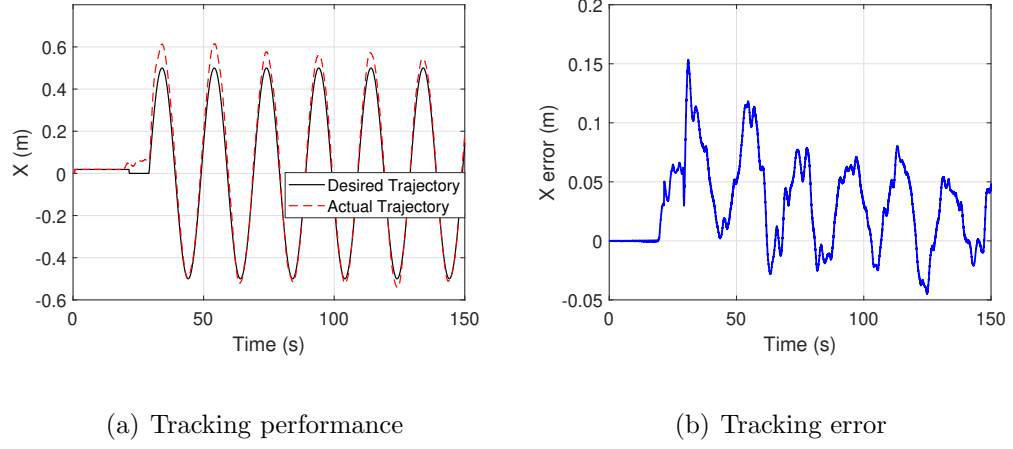 0.6
0.4
0.2
0
-0.2
-0.4
-0.6
X (m)
0
50
100
150
Time (s)
Desired Trajectory
Actual Trajectory
(a) Tracking performance
0.2
0.15
0.1
0.05
0
-0.05
X error (m)
0
50
100
150
Time (s)
(b) Tracking error